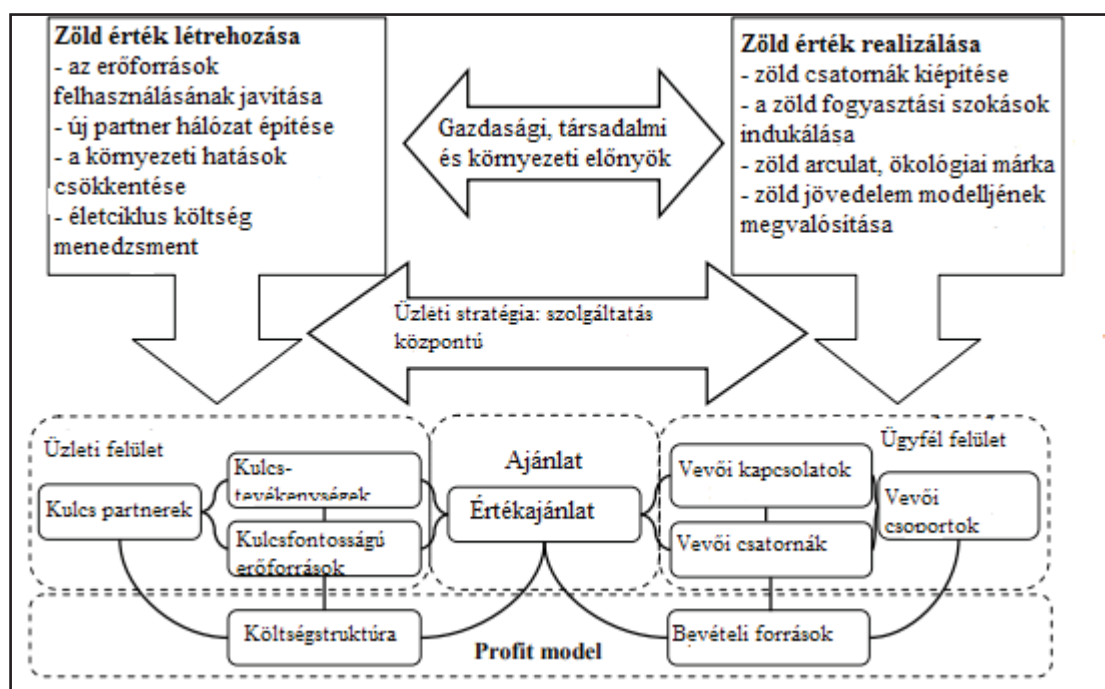 Zöld érték létrehozása
- az erőforrások
felhasználásának javítása
- új partner hálózat építése
- a környezeti hatások
csökkentése
- életciklus költség
menedzsment
Gazdasági, társadalmi
és környezeti előnyök
Zöld érték realizálása
- zöld csatornák kiépítése
- a zöld fogyasztási szokások
indukálása
- zöld arculat, ökológiai márka
- zöld jövedelem modelljének
megvalósítása
Üzleti stratégia: szolgáltatás
központú
Üzleti felület
Kulcs partnerek
Kulcs-
tevékenységek
Kulcsfontosságú
erőforrások
Ajánlat
Értékajánlat
Ügyfél felület
Vevői kapcsolatok
Vevői csatornák
Vevői
csoportok
Költségstruktúra
Profit model
Bevételi források